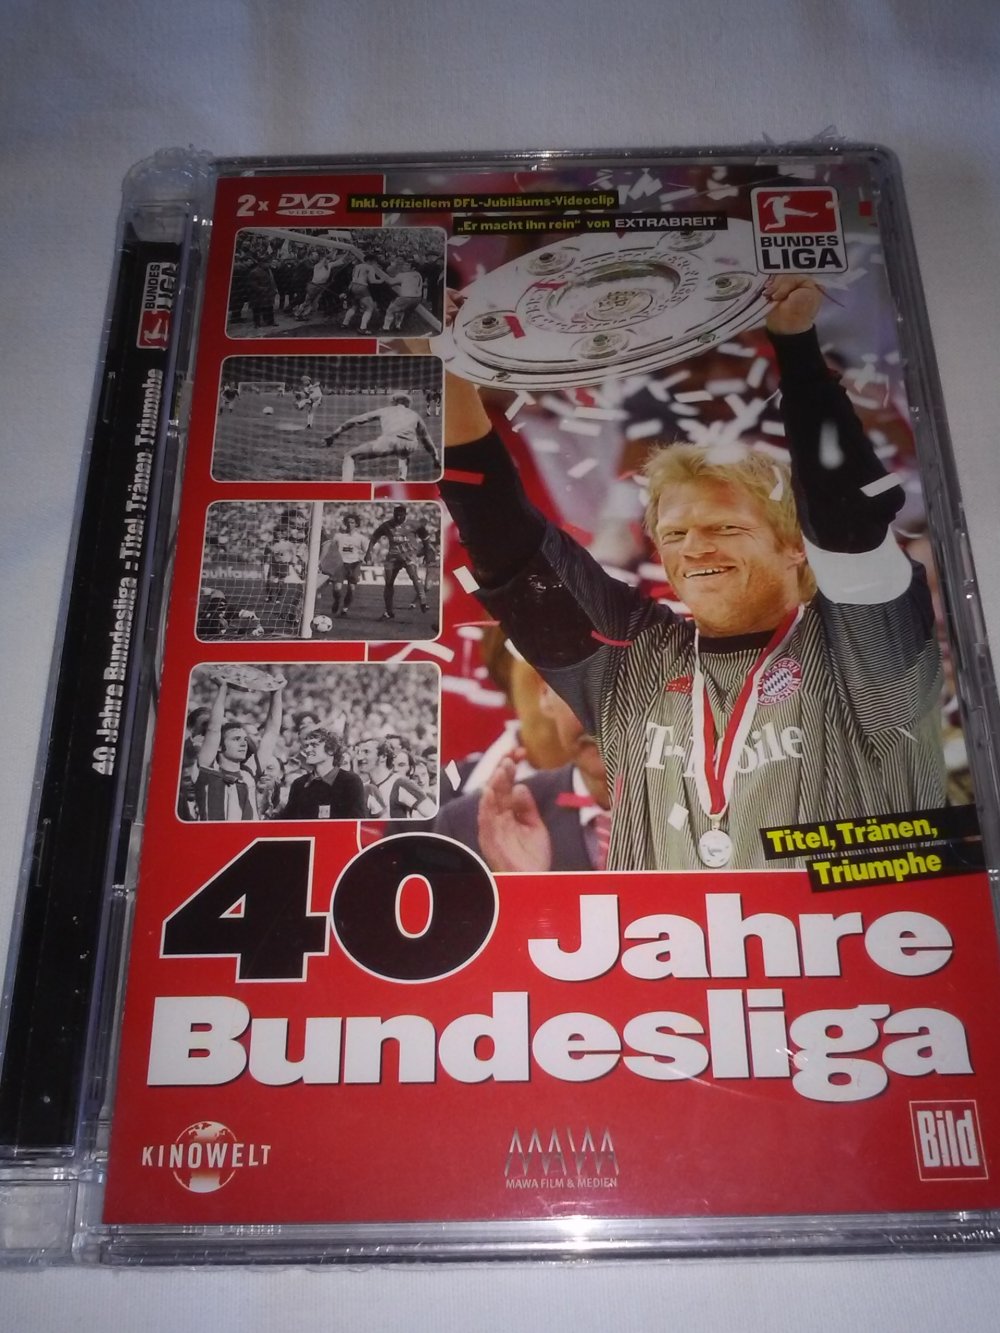 2x DVD VIDEO
Inkl. offiziellem DFL-Jubiläums-Videoclip
„Er macht ihn rein“ von EXTRABREIT
BUNDES
LIGA
BUNDES
LIGA
40 Jahre Bundesliga - Titel Tränen Triumphe
T-Mobile
Titel, Tränen,
Triumphe
40 Jahre
Bundesliga
KINOWELT
MAWA
MAWA FILM & MEDIEN
Bild